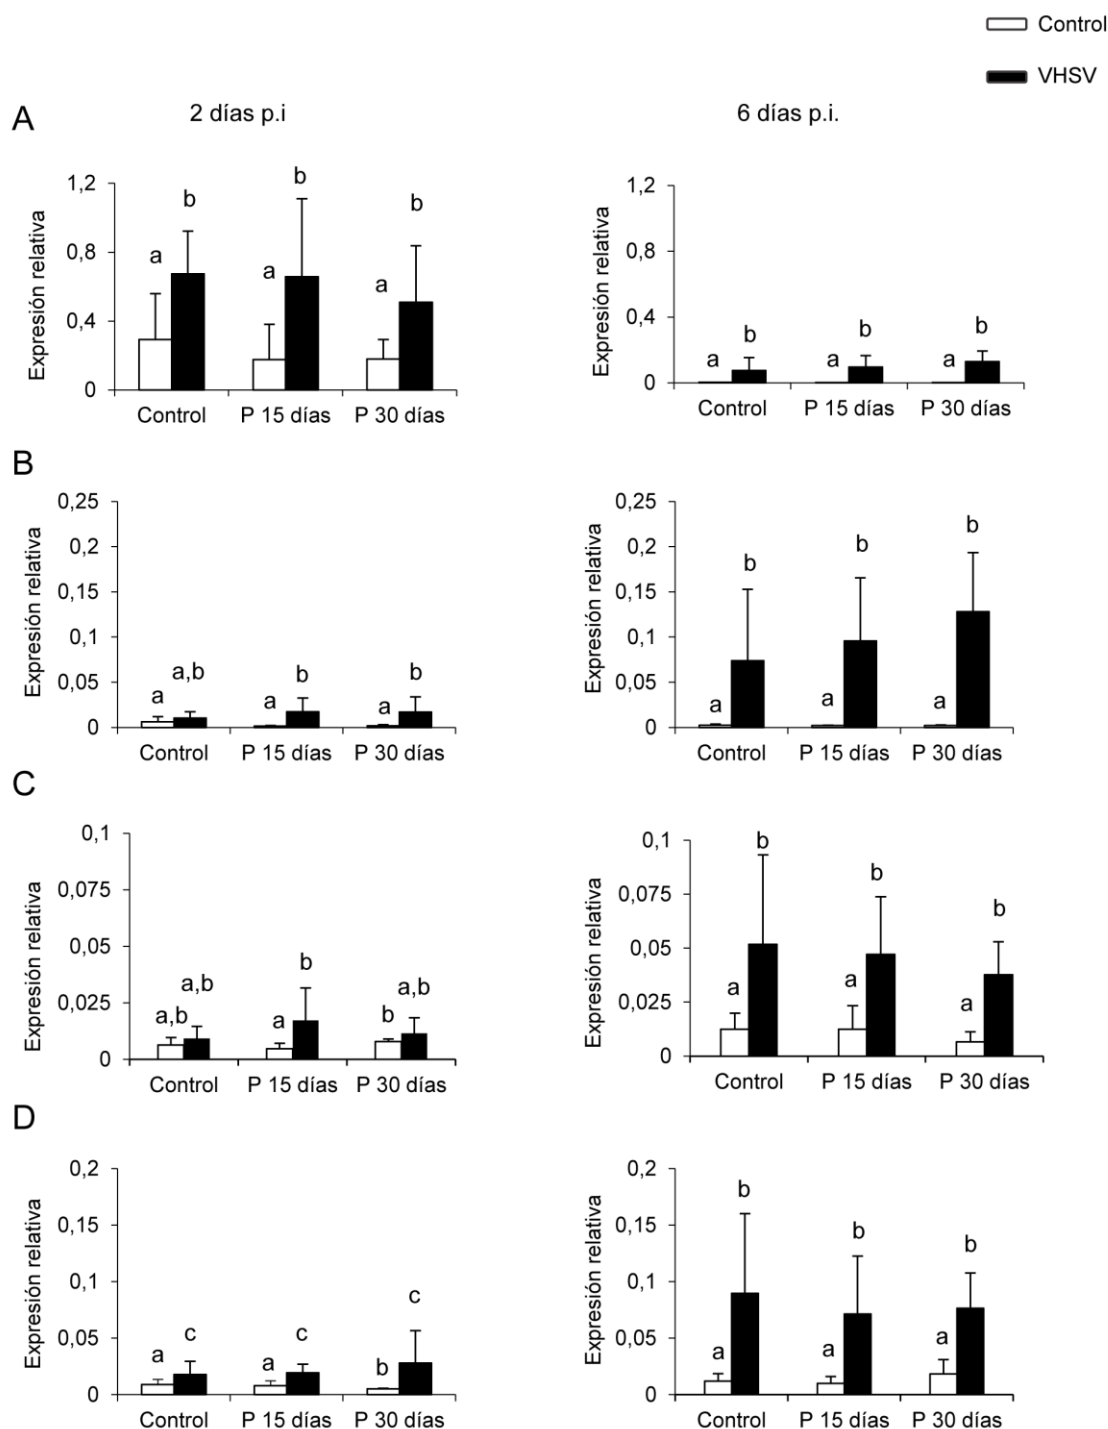 Control
VHSV
A
2 días p.i
6 días p.i.
Expresión relativa
1,2
0,8
0,4
0
a
b
a
b
a
b
Control
P 15 días
P 30 días
Expresión relativa
1,2
0,8
0,4
0
a
b
a
b
a
b
Control
P 15 días
P 30 días
B
Expresión relativa
0,25
0,2
0,15
0,1
0,05
0
a
a,b
a
b
a
b
Control
P 15 días
P 30 días
Expresión relativa
0,25
0,2
0,15
0,1
0,05
0
a
b
a
b
a
b
Control
P 15 días
P 30 días
C
Expresión relativa
0,1
0,075
0,05
0,025
0
a,b
a,b
a
b
b
a,b
Control
P 15 días
P 30 días
Expresión relativa
0,1
0,075
0,05
0,025
0
a
b
a
b
a
b
Control
P 15 días
P 30 días
D
Expresión relativa
0,2
0,15
0,1
0,05
0
a
c
a
c
b
c
Control
P 15 días
P 30 días
Expresión relativa
0,2
0,15
0,1
0,05
0
a
b
a
b
a
b
Control
P 15 días
P 30 días